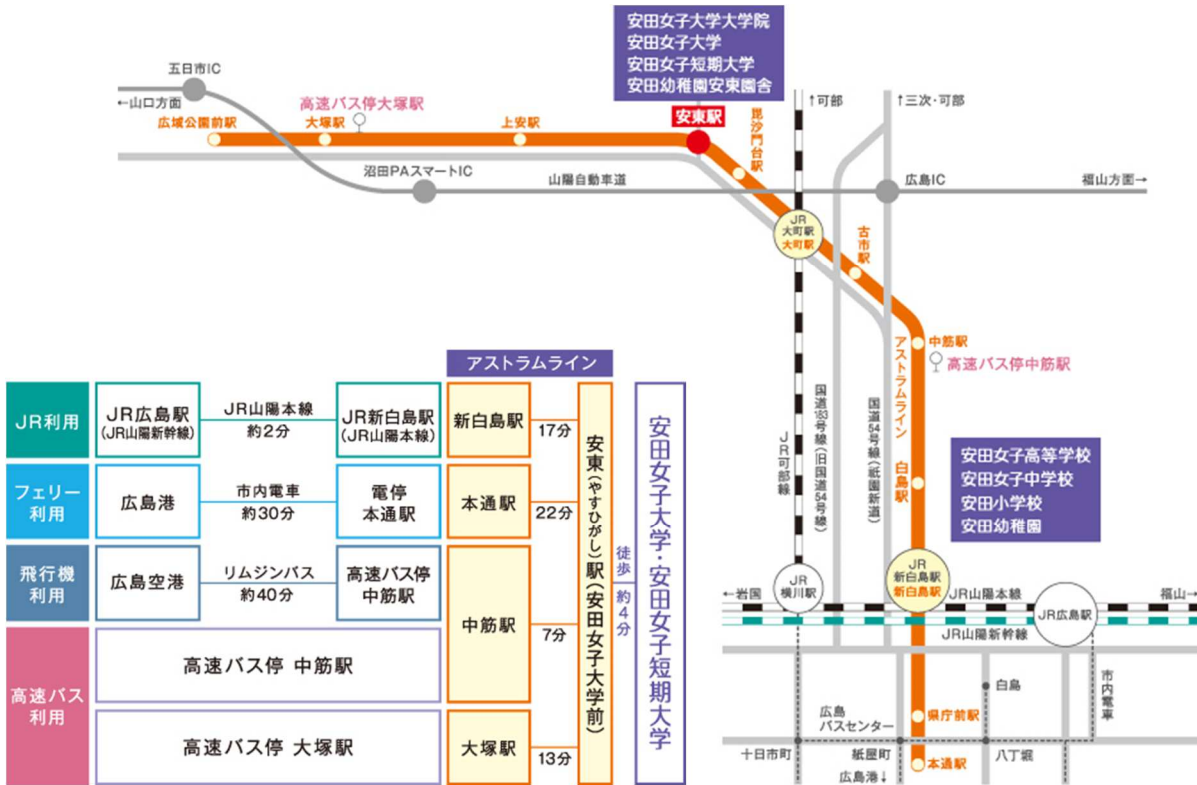 安田女子大学大学院
安田女子大学
安田女子短期大学
安田幼稚園安東園舎
五日市IC
←山口方面
高速バス停大塚駅
広域公園前駅
大塚駅
上安駅
安東駅
毘沙門台駅
↑可部
↑三次・可部
沼田PAスマートIC
山陽自動車道
広島IC
福山方面→
JR
大町駅
大町駅
古市駅
中筋駅
高速バス停中筋駅
アストラムライン
白島駅
国道183号線(旧国道54号線)
国道54号線(祇園新道)
JR可部線
安田女子高等学校
安田女子中学校
安田小学校
安田幼稚園
JR
横川駅
JR
新白島駅
新白島駅
←岩国
JR山陽本線
福山→
JR広島駅
JR山陽新幹線
市内電車
白島
広島
バスセンター
県庁前駅
十日市町
紙屋町
八丁堀
広島港↓
本通駅
アストラムライン
JR利用
JR広島駅
(JR山陽新幹線)
JR山陽本線
約2分
JR新白島駅
(JR山陽本線)
新白島駅
17分
フェリー
利用
広島港
市内電車
約30分
電停
本通駅
本通駅
22分
飛行機
利用
広島空港
リムジンバス
約40分
高速バス停
中筋駅
中筋駅
7分
高速バス
利用
高速バス停 中筋駅
高速バス停 大塚駅
大塚駅
13分
安東(やすひがし)駅(安田女子大学前)
徒歩 約4分
安田女子大学・安田女子短期大学